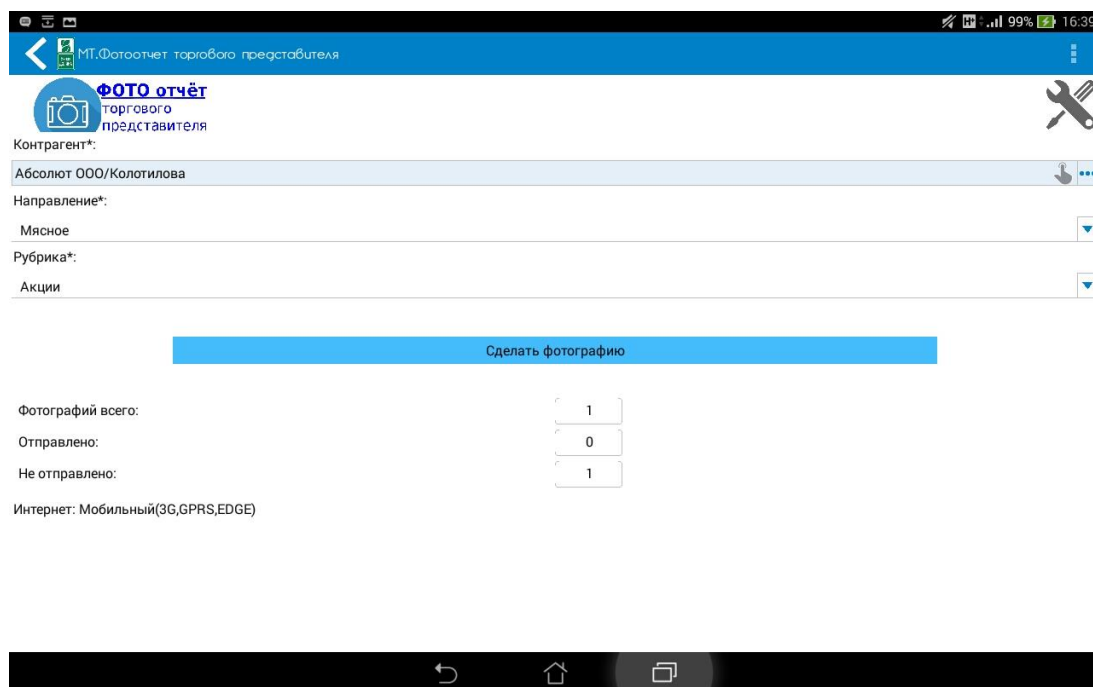 99% 16:39
МТ.Фотоотчет торгового представителя
ФОТО отчёт
торгового
представителя
Контрагент*:
Абсолют ООО/Колотилова
Направление*:
Мясное
Рубрика*:
Акции
Сделать фотографию
Фотографий всего: 1
Отправлено: 0
Не отправлено: 1
Интернет: Мобильный(3G,GPRS,EDGE)